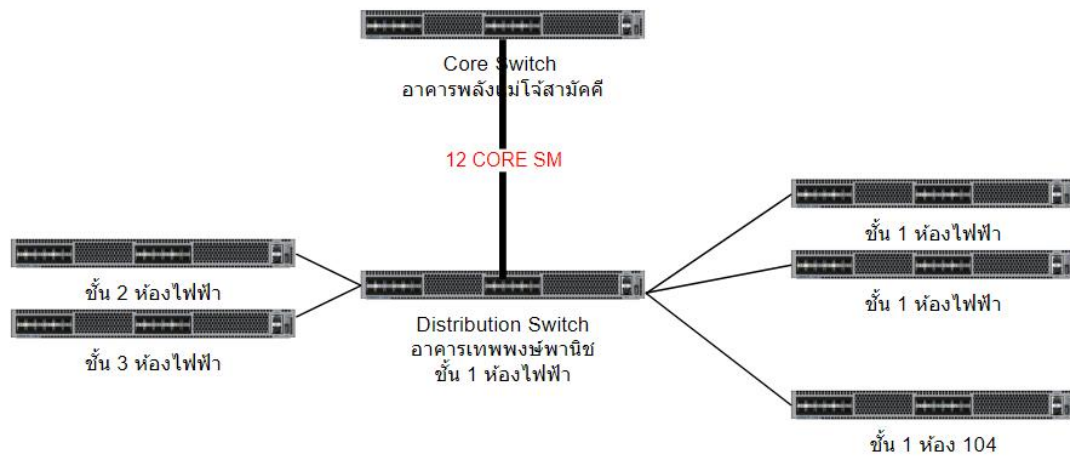 Core Switch
อาคารพลังแม่โจ้สามัคคี
12 CORE SM
ชั้น 2 ห้องไฟฟ้า
ชั้น 3 ห้องไฟฟ้า
Distribution Switch
อาคารเทพพงษ์พานิช
ชั้น 1 ห้องไฟฟ้า
ชั้น 1 ห้องไฟฟ้า
ชั้น 1 ห้องไฟฟ้า
ชั้น 1 ห้อง 104